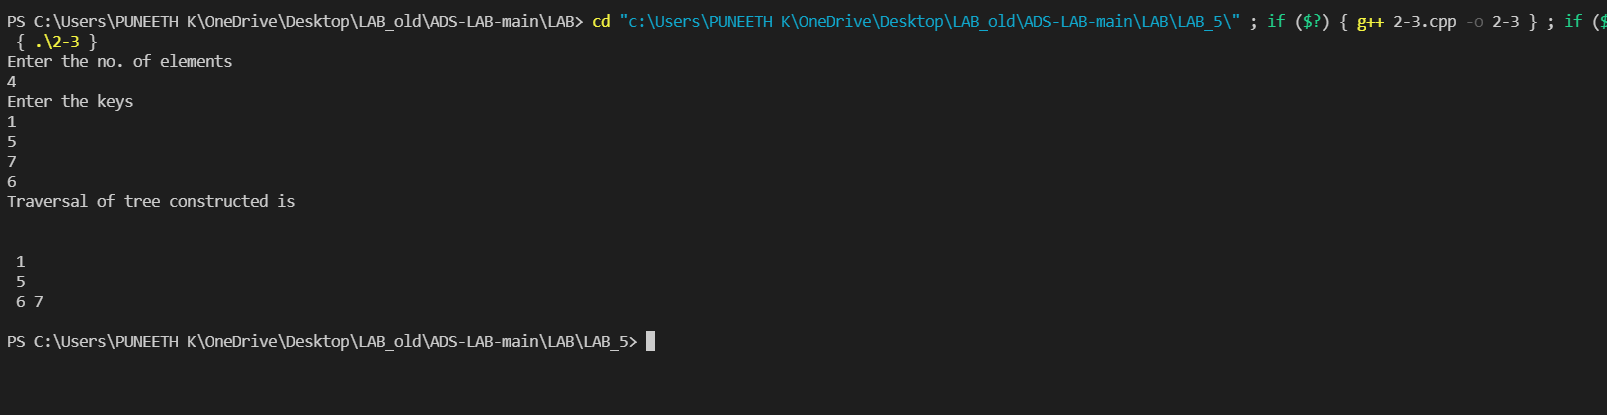 PS C:\Users\PUNEETH K\OneDrive\Desktop\LAB_old\ADS-LAB-main\LAB> cd "c:\Users\PUNEETH K\OneDrive\Desktop\LAB_old\ADS-LAB-main\LAB\LAB_5\" ; if ($?) { g++ 2-3.cpp -o 2-3 } ; if ($
{ .\2-3 }
Enter the no. of elements
4
Enter the keys
1
5
7
6
Traversal of tree constructed is
1
5
6 7
PS C:\Users\PUNEETH K\OneDrive\Desktop\LAB_old\ADS-LAB-main\LAB\LAB_5>